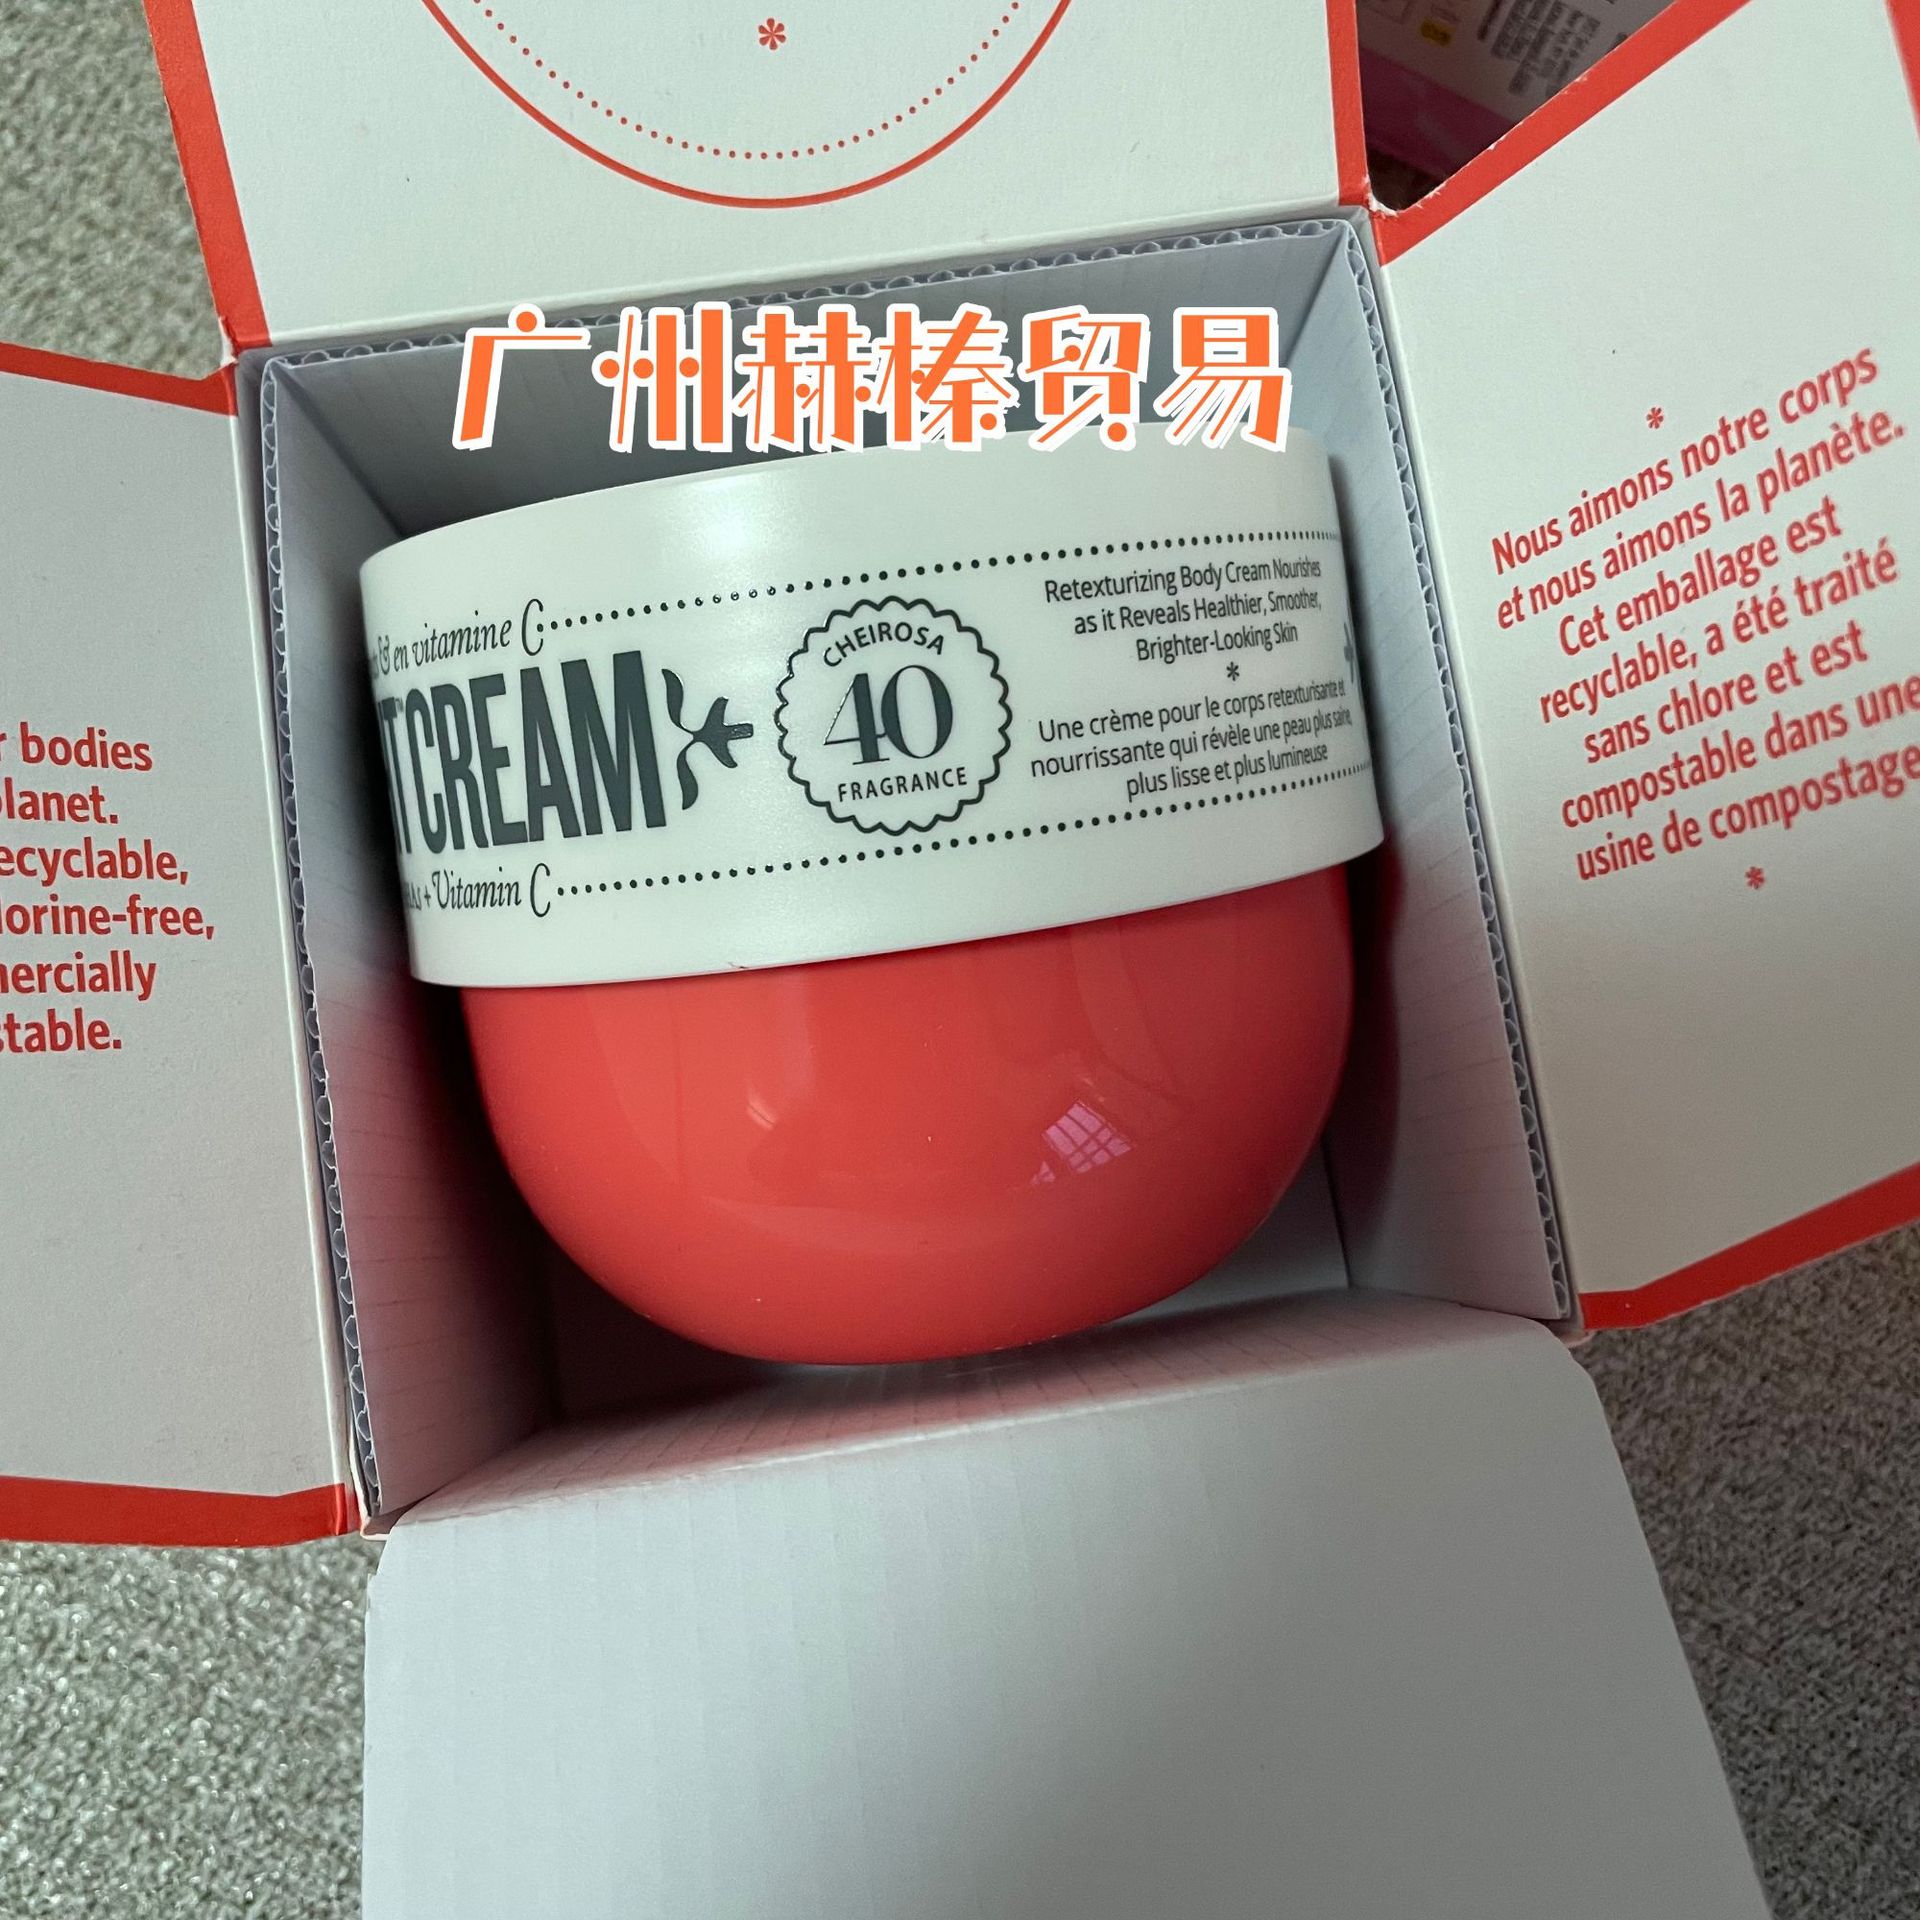 *
广州赫榛贸易
& en vitamine C
CREAM
+ Vitamin C
CHEIROSA
40
FRAGRANCE
Retexturizing Body Cream Nourishes
as it Reveals Healthier, Smoother,
Brighter-Looking Skin
*
Une crème pour le corps retexturisante et
nourrissante qui révèle une peau plus saine,
plus lisse et plus lumineuse
bodies
planet.
recyclable,
chlorine-free,
mercially
stable.
*
Nous aimons notre corps
et nous aimons la planète.
Cet emballage est
recyclable, a été traité
sans chlore et est
compostable dans une
usine de compostage
*